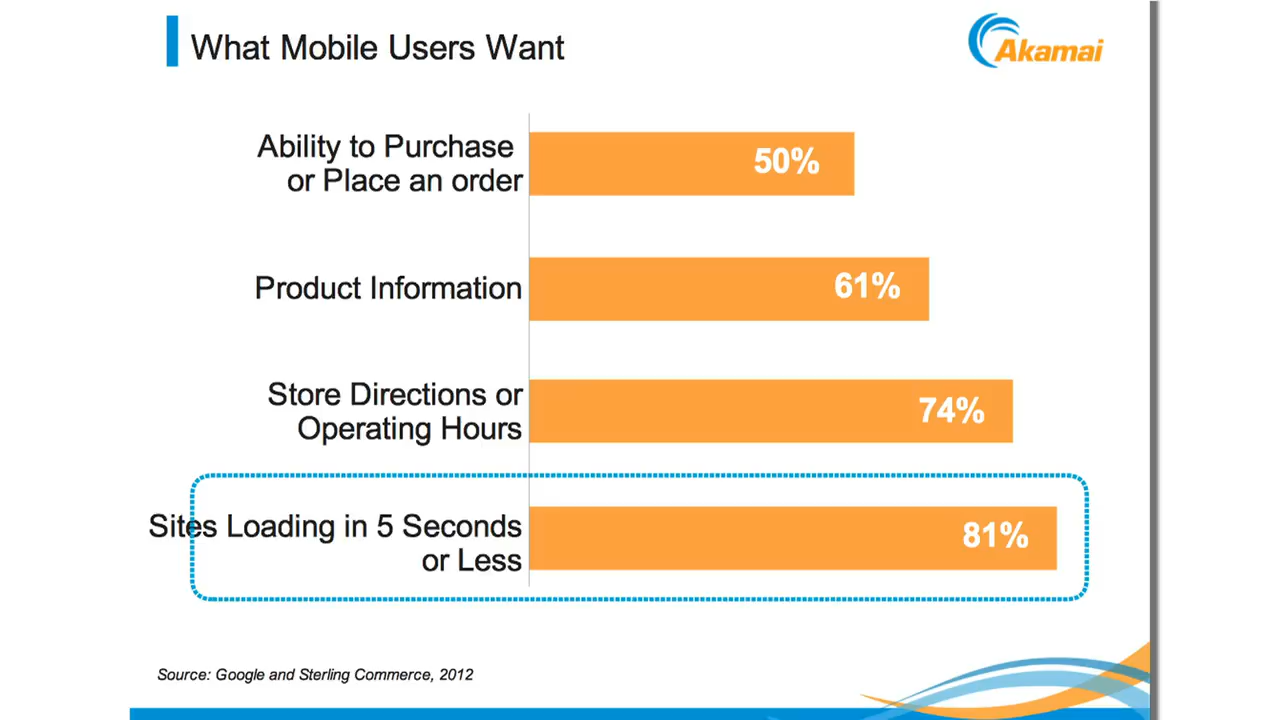 What Mobile Users Want
Akamai
Ability to Purchase
or Place an order
50%
Product Information
61%
Store Directions or
Operating Hours
74%
Sites Loading in 5 Seconds
or Less
81%
Source: Google and Sterling Commerce, 2012